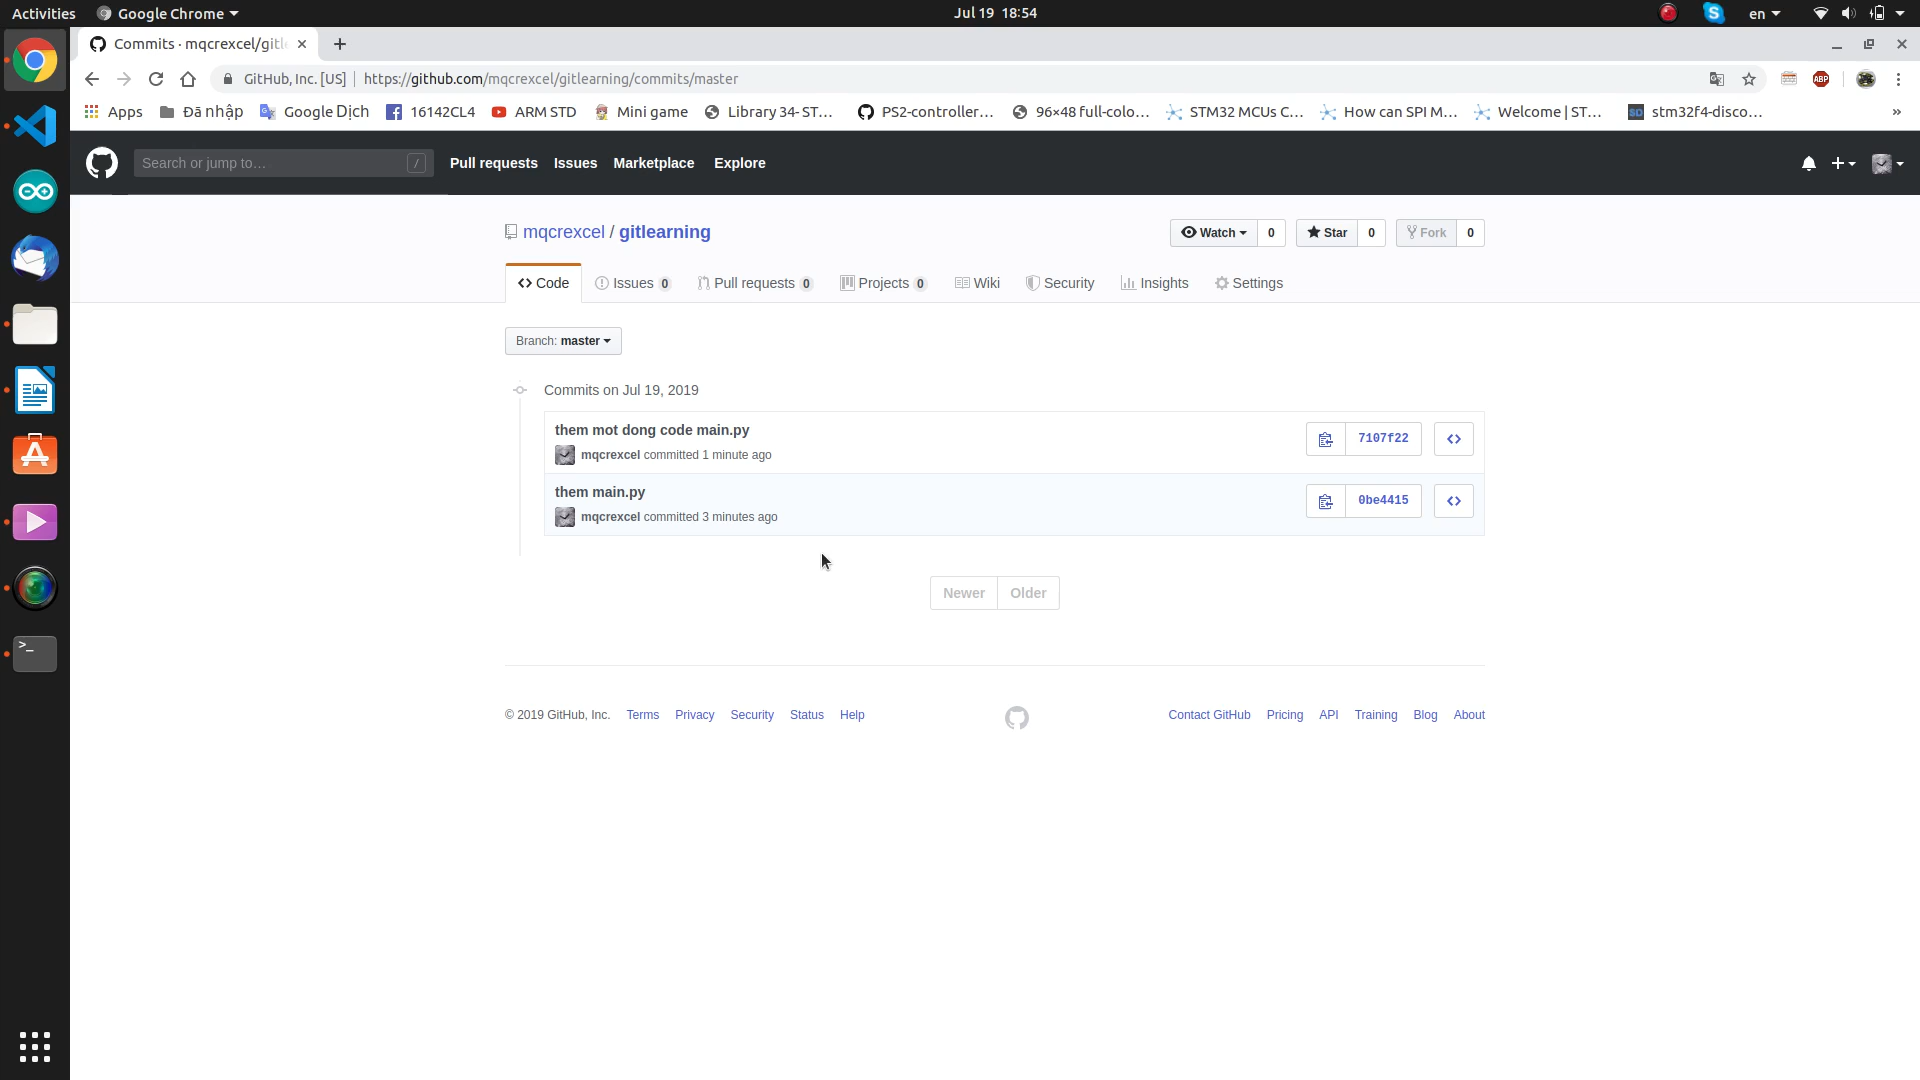 Activities Google Chrome Jul 19 18:54 en
Commits · mqcrexcel/gitl
GitHub, Inc. [US] https://github.com/mqcrexcel/gitlearning/commits/master
Apps Đã nhập Google Dịch 16142CL4 ARM STD Mini game Library 34- ST... PS2-controller... 96×48 full-colo... STM32 MCUs C... How can SPI M... Welcome | ST... stm32f4-disco... »
Search or jump to... / Pull requests Issues Marketplace Explore
mqcrexcel / gitlearning Watch 0 Star 0 Fork 0
Code Issues 0 Pull requests 0 Projects 0 Wiki Security Insights Settings
Branch: master
Commits on Jul 19, 2019
them mot dong code main.py 7107f22
mqcrexcel committed 1 minute ago
them main.py 0be4415
mqcrexcel committed 3 minutes ago
Newer Older
© 2019 GitHub, Inc. Terms Privacy Security Status Help Contact GitHub Pricing API Training Blog About